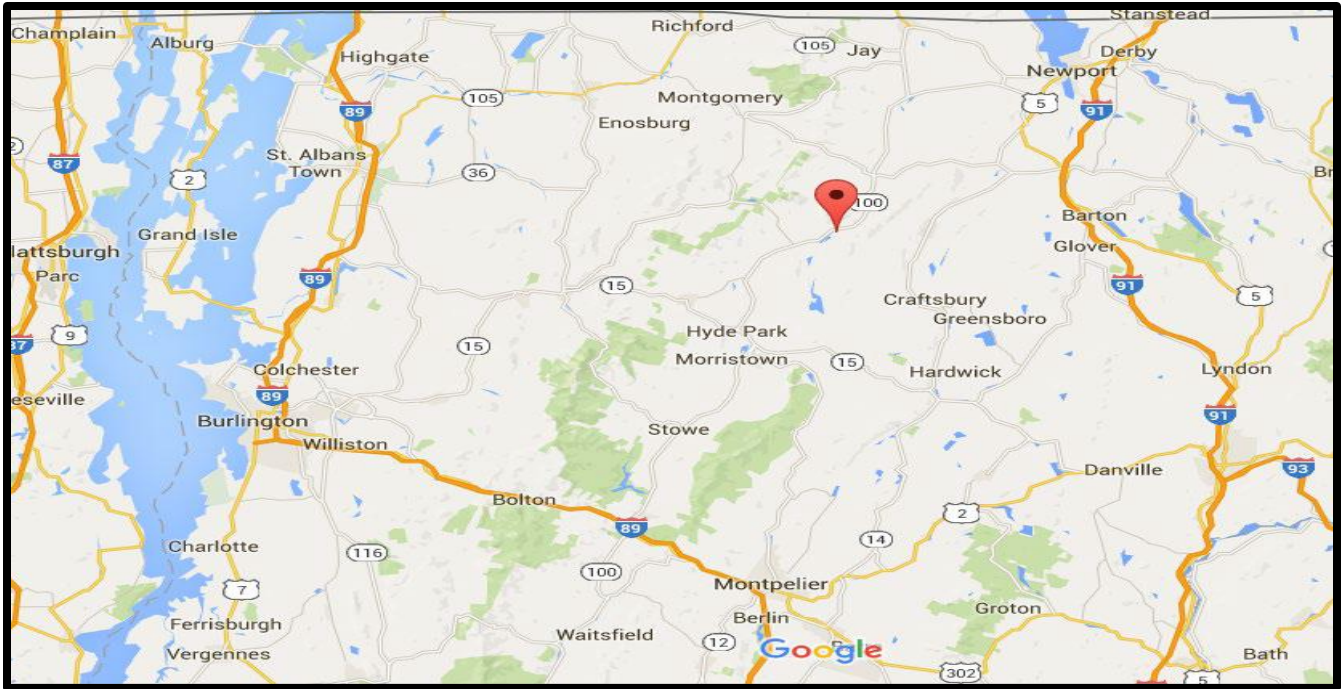 Champlain
Alburg
Highgate
Richford
105
Jay
Stanstead
Derby
Newport
105
Montgomery
5
91
89
Enosburg
87
St. Albans
Town
36
2
100
Barton
Grand Isle
Glover
lattsburgh
Parc
89
15
91
5
Craftsbury
Greensboro
9
87
15
Hyde Park
Morristown
15
Hardwick
Lyndon
Colchester
89
eseville
Burlington
Williston
Stowe
91
Danville
93
Bolton
89
2
14
Charlotte
116
100
Montpelier
7
Groton
Ferrisburgh
Berlin
Waitsfield
12
Google
Vergennes
302
5
Bath